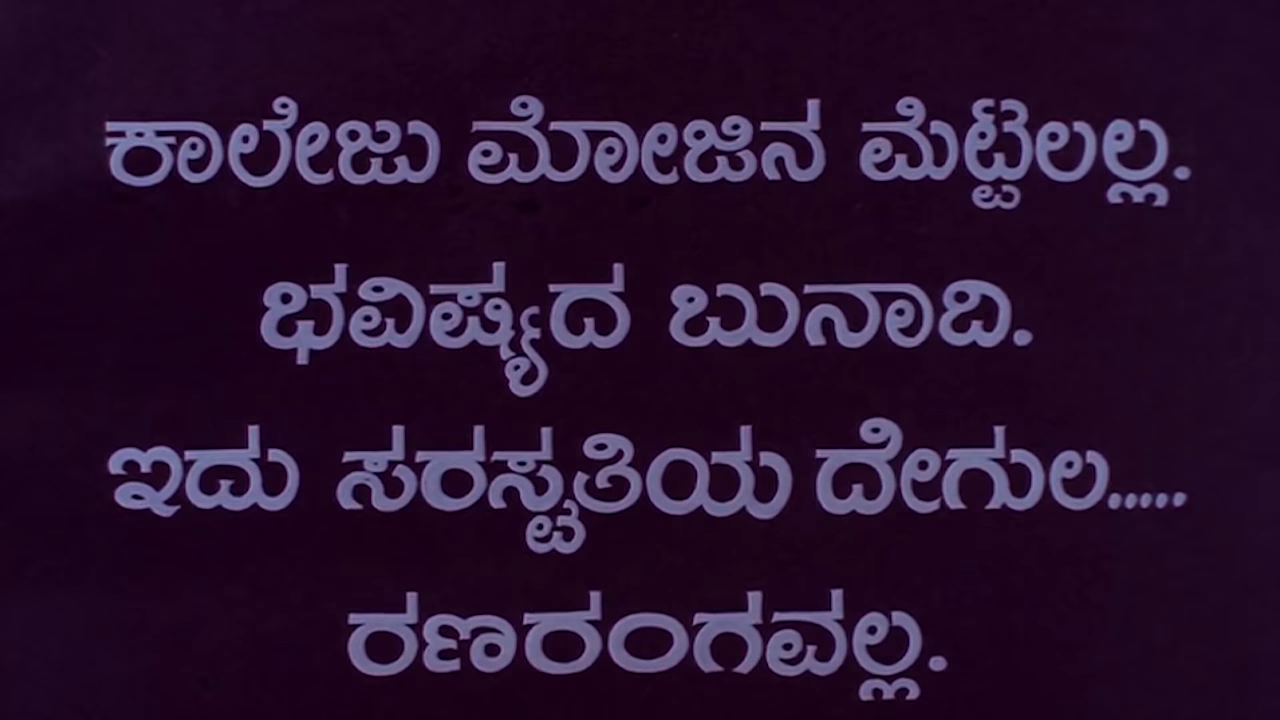 ಕಾಲೇಜು ಮೋಜಿನ ಮೆಟ್ಟಿಲಲ್ಲ.
ಭವಿಷ್ಯದ ಬುನಾದಿ.
ಇದು ಸರಸ್ವತಿಯ ದೇಗುಲ.....
ರಣರಂಗವಲ್ಲ.